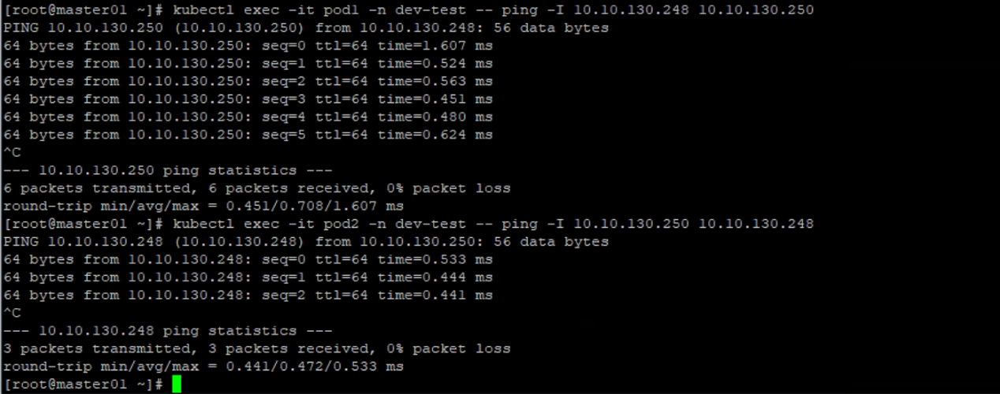 [root@master01 ~]# kubectl exec -it pod1 -n dev-test -- ping -I 10.10.130.248 10.10.130.250
PING 10.10.130.250 (10.10.130.250) from 10.10.130.248: 56 data bytes
64 bytes from 10.10.130.250: seq=0 ttl=64 time=1.607 ms
64 bytes from 10.10.130.250: seq=1 ttl=64 time=0.524 ms
64 bytes from 10.10.130.250: seq=2 ttl=64 time=0.563 ms
64 bytes from 10.10.130.250: seq=3 ttl=64 time=0.451 ms
64 bytes from 10.10.130.250: seq=4 ttl=64 time=0.480 ms
64 bytes from 10.10.130.250: seq=5 ttl=64 time=0.624 ms
^C
--- 10.10.130.250 ping statistics ---
6 packets transmitted, 6 packets received, 0% packet loss
round-trip min/avg/max = 0.451/0.708/1.607 ms
[root@master01 ~]# kubectl exec -it pod2 -n dev-test -- ping -I 10.10.130.250 10.10.130.248
PING 10.10.130.248 (10.10.130.248) from 10.10.130.250: 56 data bytes
64 bytes from 10.10.130.248: seq=0 ttl=64 time=0.533 ms
64 bytes from 10.10.130.248: seq=1 ttl=64 time=0.444 ms
64 bytes from 10.10.130.248: seq=2 ttl=64 time=0.441 ms
^C
--- 10.10.130.248 ping statistics ---
3 packets transmitted, 3 packets received, 0% packet loss
round-trip min/avg/max = 0.441/0.472/0.533 ms
[root@master01 ~]#